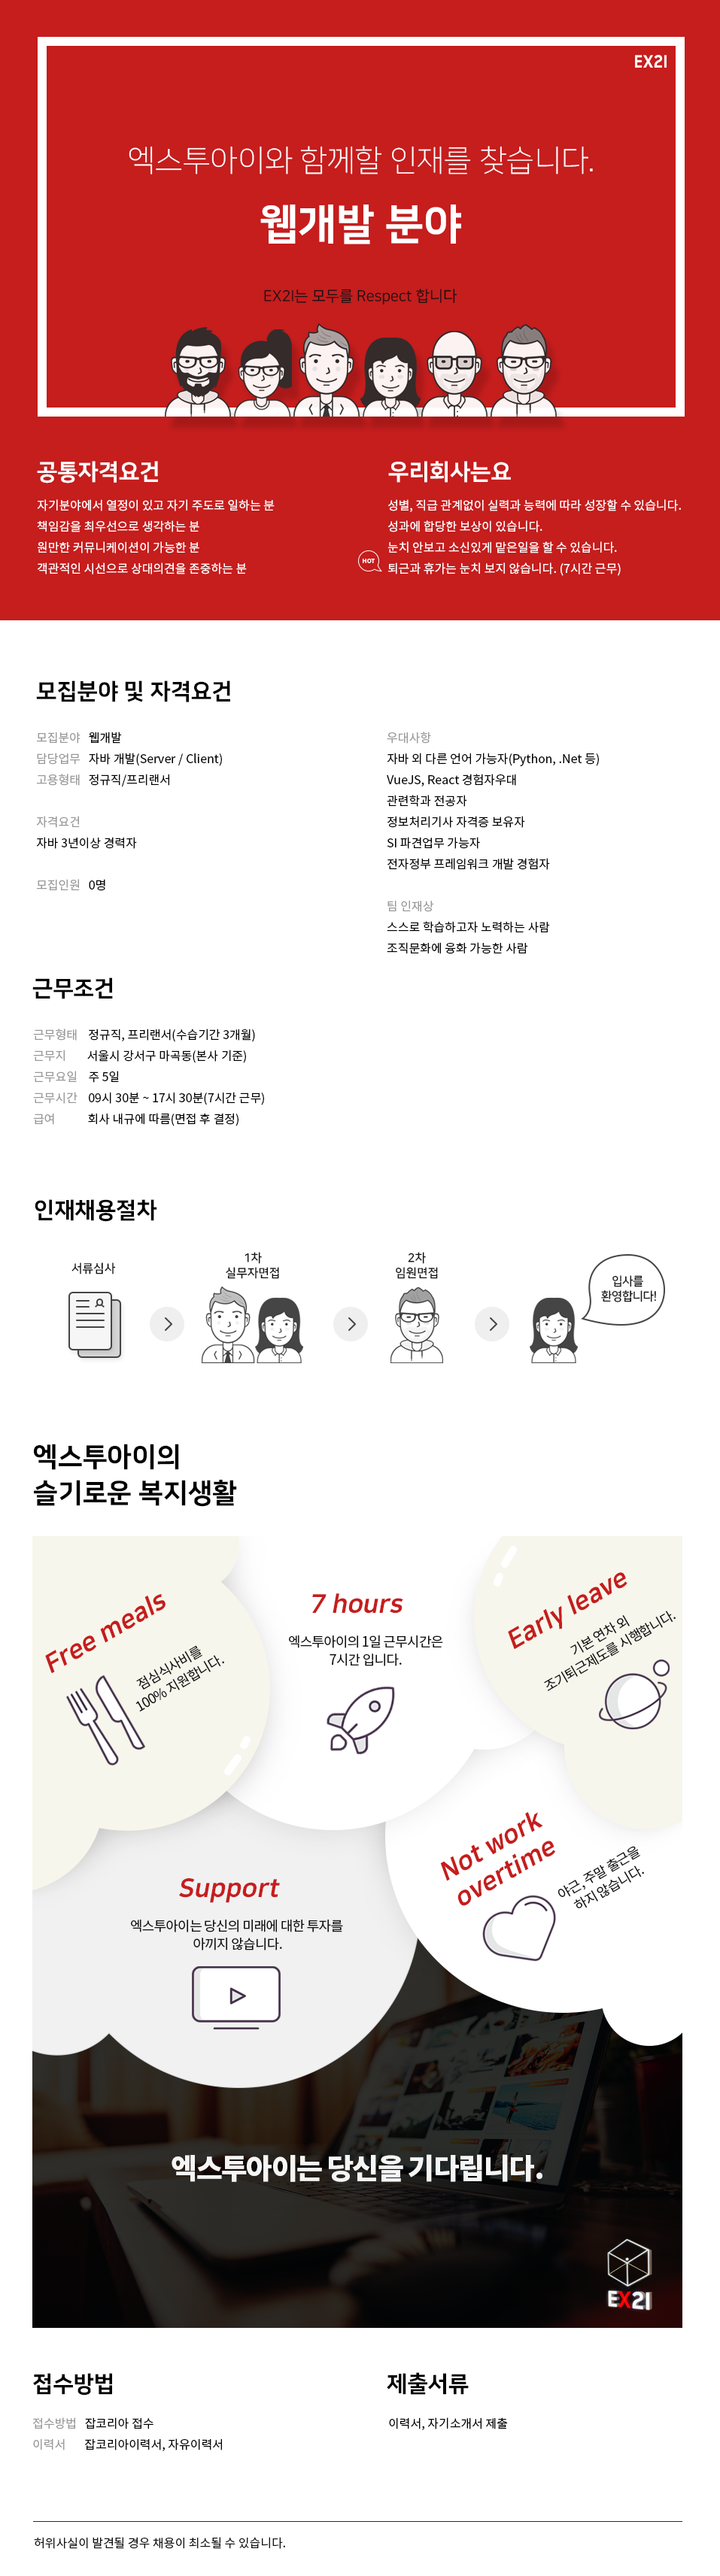 EX2I
엑스투아이와 함께할 인재를 찾습니다.
웹개발 분야
EX2I는 모두를 Respect 합니다
공통자격요건
자기분야에서 열정이 있고 자기 주도로 일하는 분
책임감을 최우선으로 생각하는 분
원만한 커뮤니케이션이 가능한 분
객관적인 시선으로 상대의견을 존중하는 분
우리회사는요
성별, 직급 관계없이 실력과 능력에 따라 성장할 수 있습니다.
성과에 합당한 보상이 있습니다.
눈치 안보고 소신있게 맡은일을 할 수 있습니다.
HOT 퇴근과 휴가는 눈치 보지 않습니다. (7시간 근무)
모집분야 및 자격요건
모집분야 웹개발
담당업무 자바 개발(Server / Client)
고용형태 정규직/프리랜서
자격요건
자바 3년이상 경력자
모집인원 0명
우대사항
자바 외 다른 언어 가능자(Python, .Net 등)
VueJS, React 경험자우대
관련학과 전공자
정보처리기사 자격증 보유자
SI 파견업무 가능자
전자정부 프레임워크 개발 경험자
팀 인재상
스스로 학습하고자 노력하는 사람
조직문화에 융화 가능한 사람
근무조건
근무형태 정규직, 프리랜서(수습기간 3개월)
근무지 서울시 강서구 마곡동(본사 기준)
근무요일 주 5일
근무시간 09시 30분 ~ 17시 30분(7시간 근무)
급여 회사 내규에 따름(면접 후 결정)
인재채용절차
서류심사
1차
실무자면접
2차
임원면접
입사를
환영합니다!
엑스투아이의
슬기로운 복지생활
Free meals
점심식사비를
100% 지원합니다.
7 hours
엑스투아이의 1일 근무시간은
7시간 입니다.
Early leave
기본 연차 외
조기퇴근제도를 시행합니다.
Not work
overtime
야근, 주말 출근을
하지않습니다.
Support
엑스투아이는 당신의 미래에 대한 투자를
아끼지 않습니다.
엑스투아이는 당신을 기다립니다.
EX2I
접수방법
접수방법 잡코리아 접수
이력서 잡코리아이력서, 자유이력서
제출서류
이력서, 자기소개서 제출
허위사실이 발견될 경우 채용이 최소될 수 있습니다.